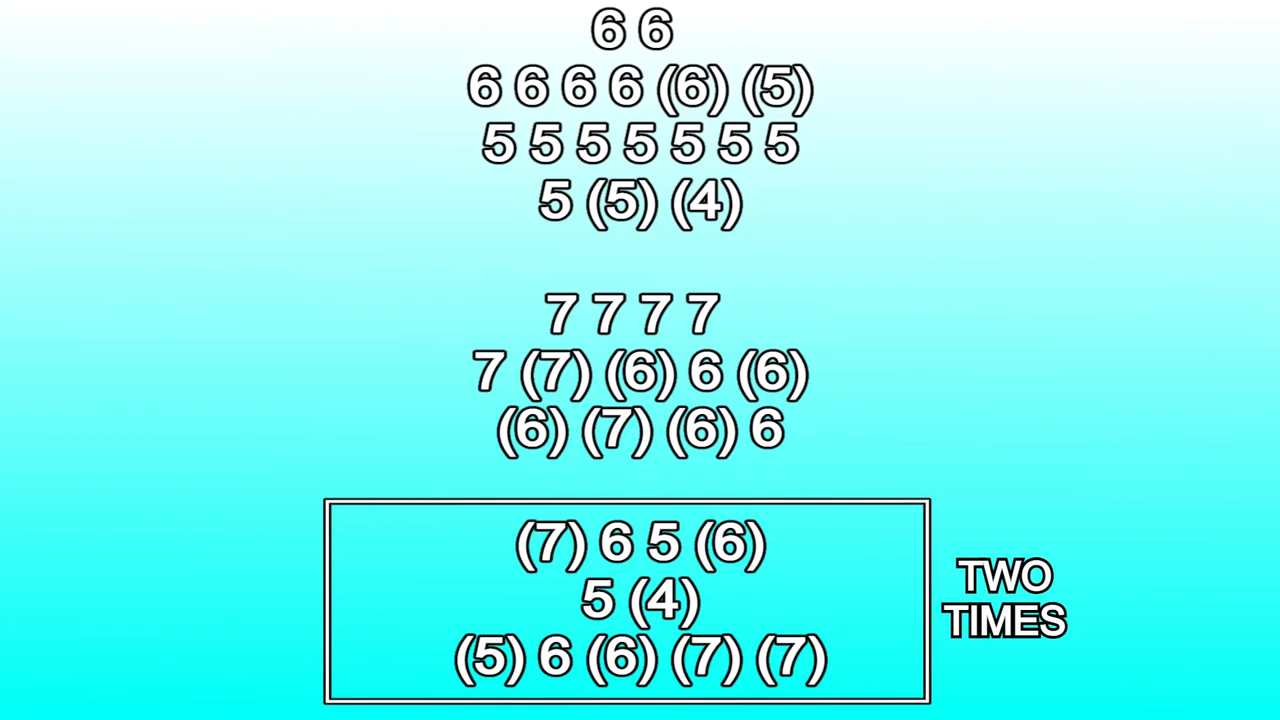 6 6
6 6 6 6 (6) (5)
5 5 5 5 5 5 5
5 (5) (4)
7 7 7 7
7 (7) (6) 6 (6)
(6) (7) (6) 6
(7) 6 5 (6)
5 (4)
(5) 6 (6) (7) (7)
TWO
TIMES